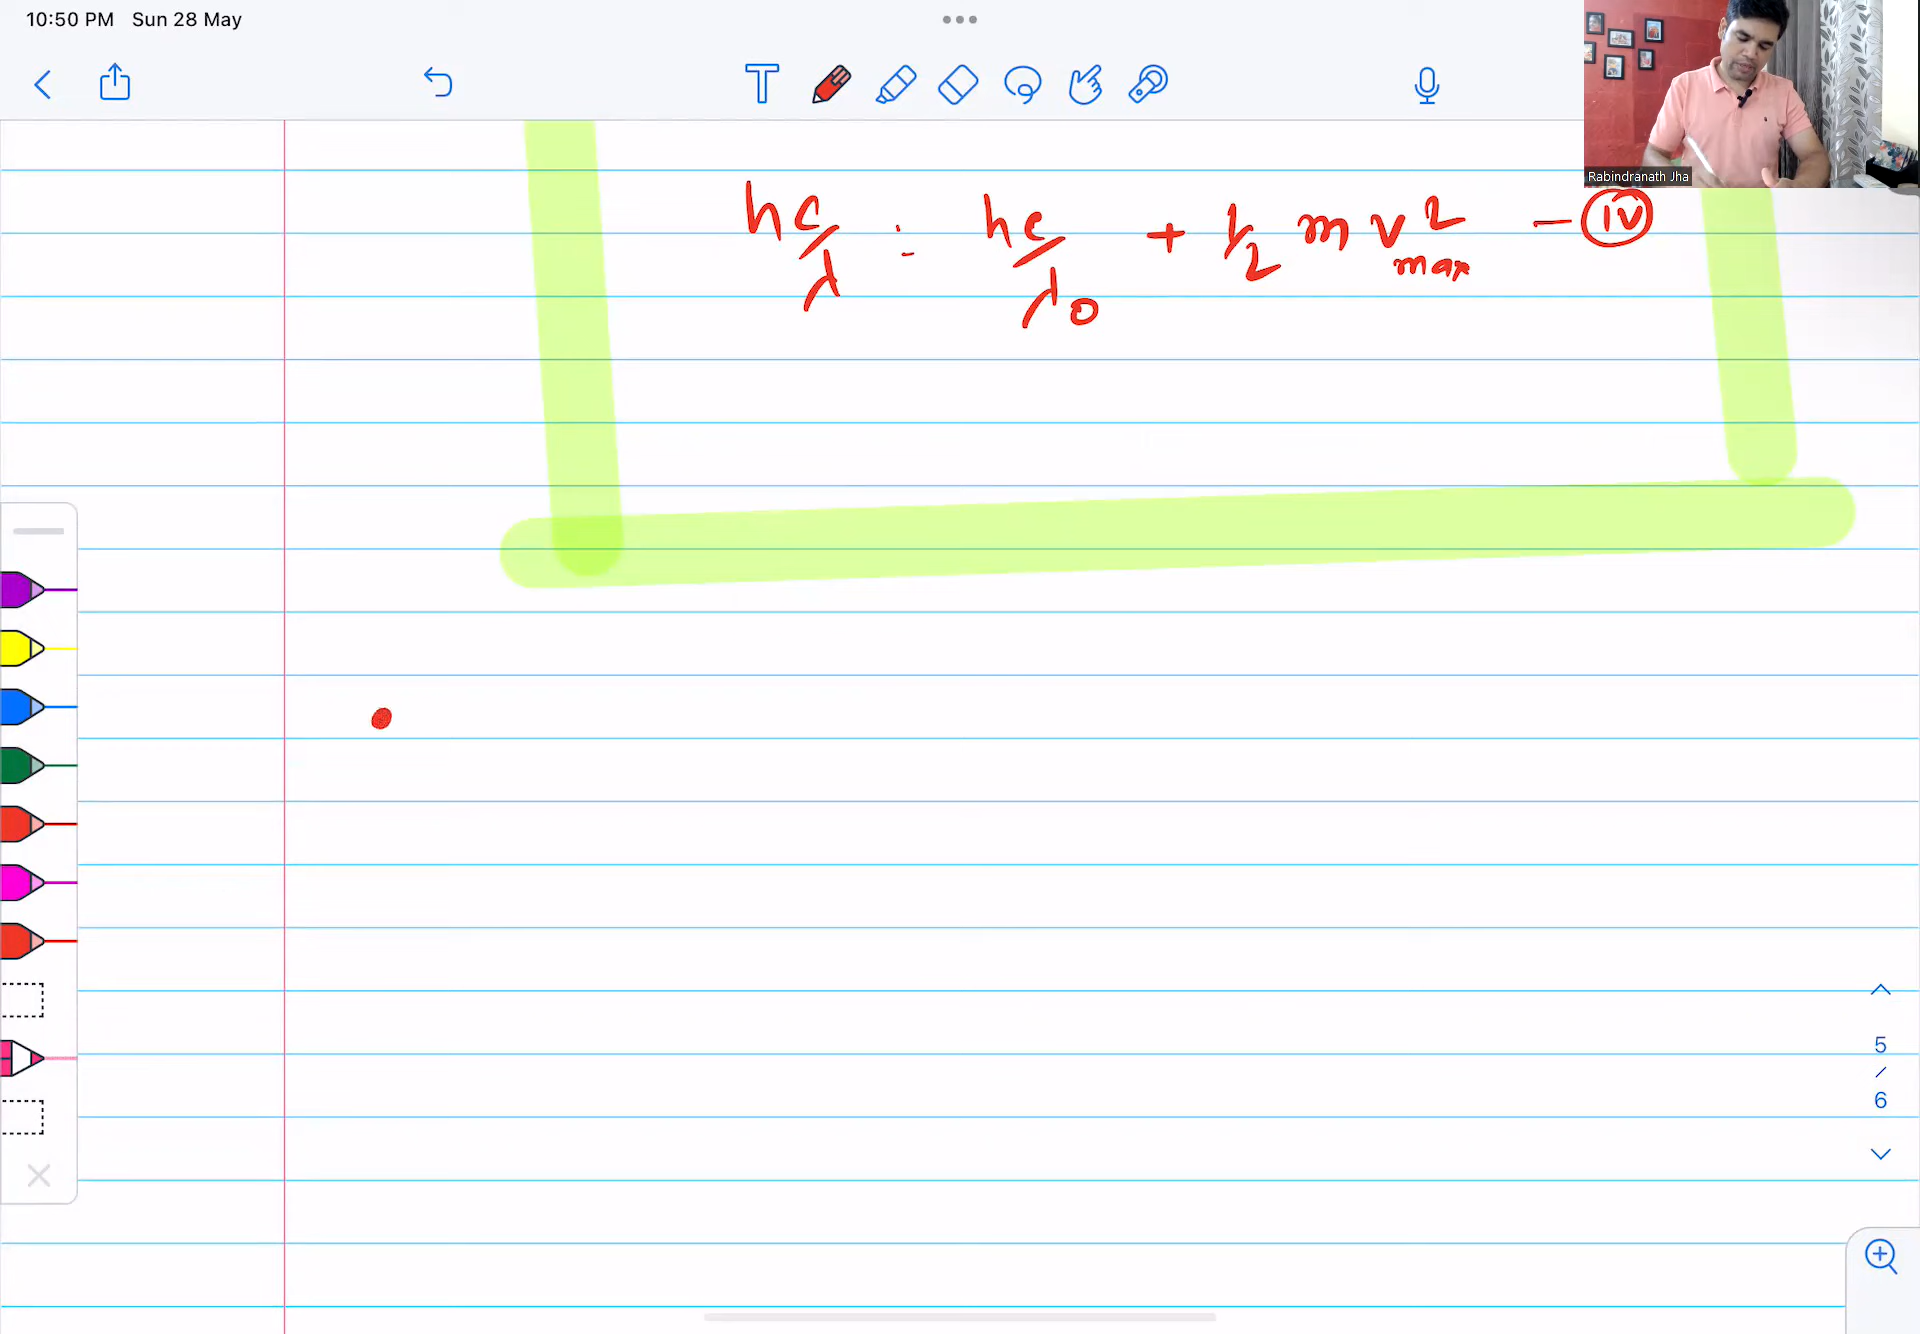 10:50 PM Sun 28 May
Rabindranath Jha
hc/λ = hc/λ0 + 1/2 m v²max - (IV)
5
/
6